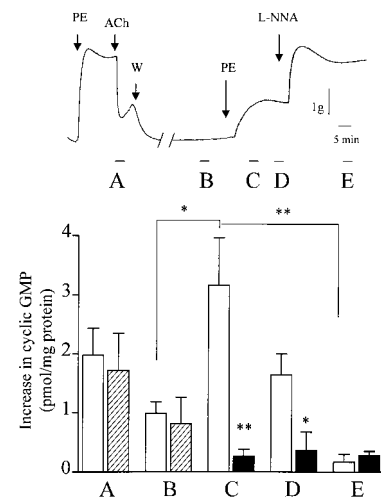 L-NNA
PE ACh
W PE
1g
5 min
A B C D E
* **
4
3
2
1
0
Increase in cyclic GMP
(pmol/mg protein)
** *
A B C D E